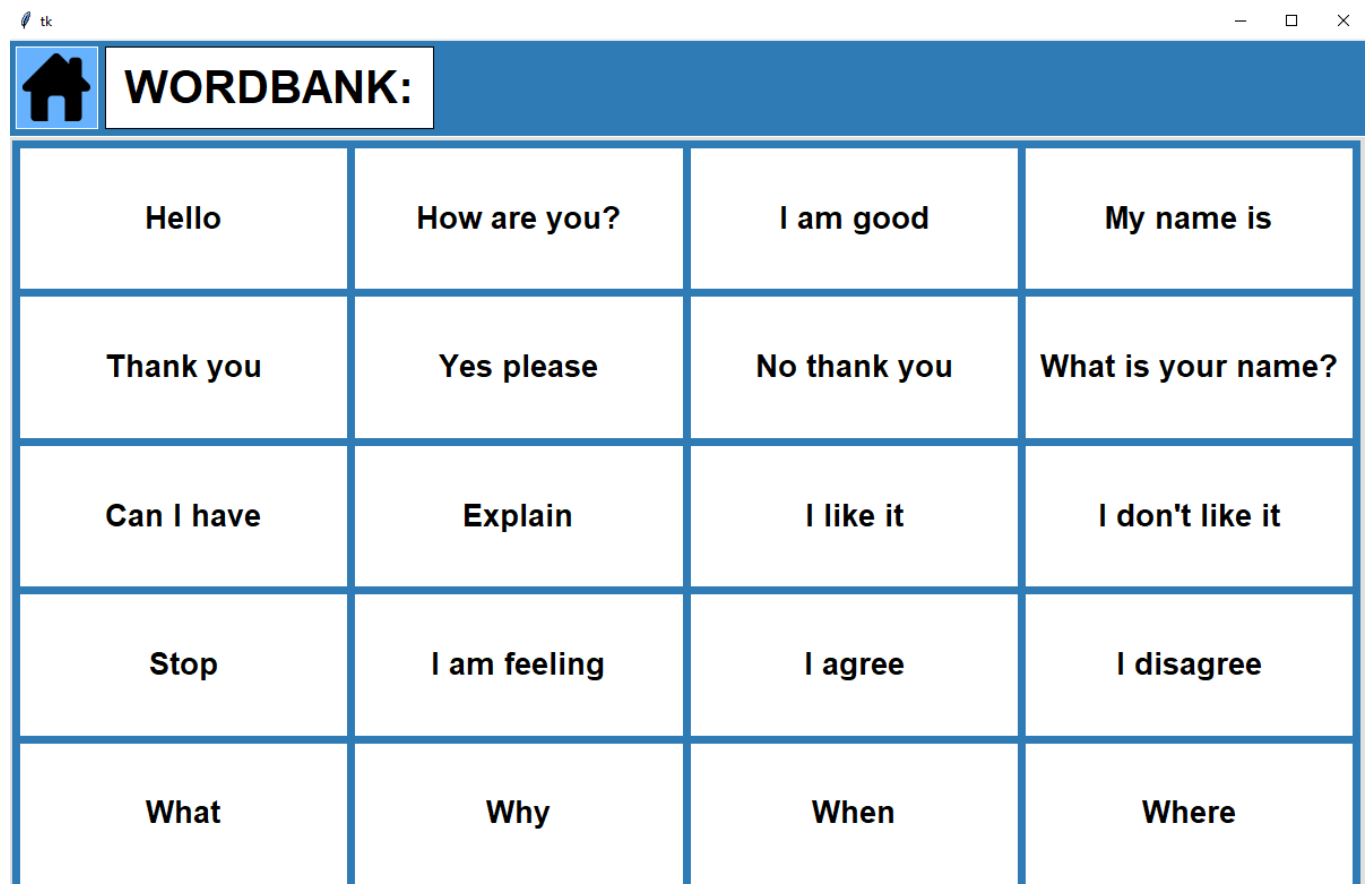 tk
WORDBANK:
Hello
How are you?
I am good
My name is
Thank you
Yes please
No thank you
What is your name?
Can I have
Explain
I like it
I don't like it
Stop
I am feeling
I agree
I disagree
What
Why
When
Where